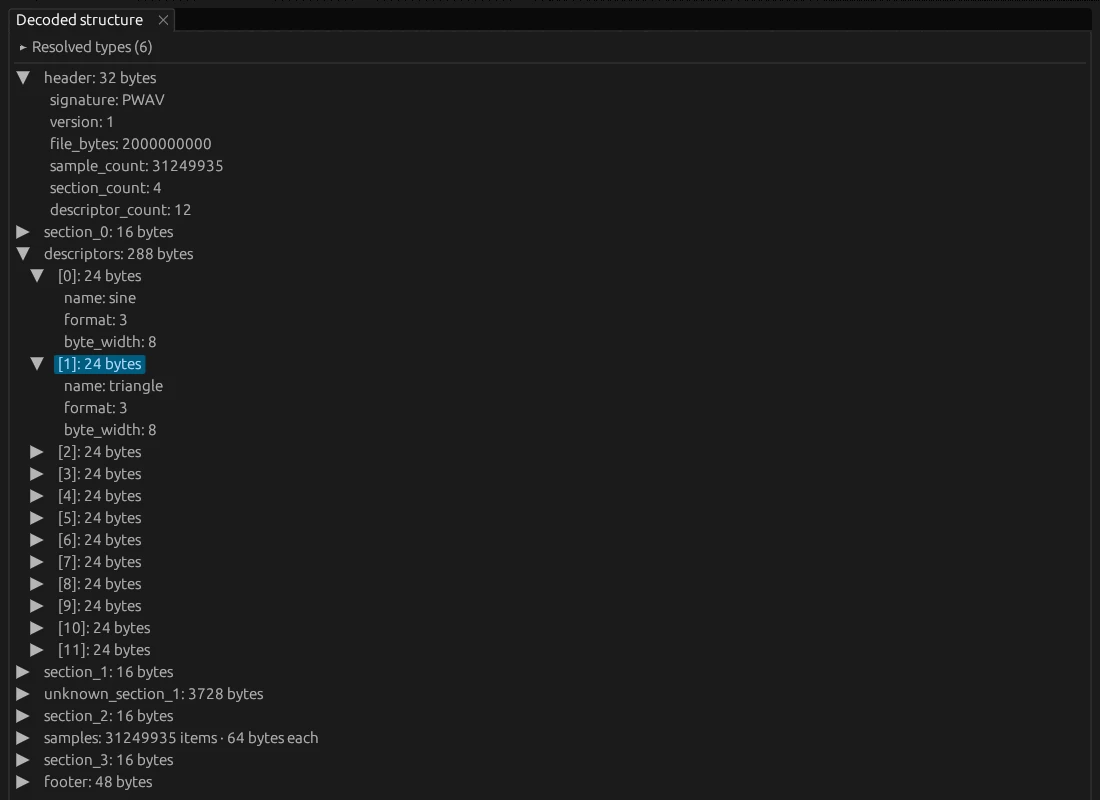 Decoded structure
Resolved types (6)
header: 32 bytes
signature: PWAV
version: 1
file_bytes: 2000000000
sample_count: 31249935
section_count: 4
descriptor_count: 12
section_0: 16 bytes
descriptors: 288 bytes
[0]: 24 bytes
name: sine
format: 3
byte_width: 8
[1]: 24 bytes
name: triangle
format: 3
byte_width: 8
[2]: 24 bytes
[3]: 24 bytes
[4]: 24 bytes
[5]: 24 bytes
[6]: 24 bytes
[7]: 24 bytes
[8]: 24 bytes
[9]: 24 bytes
[10]: 24 bytes
[11]: 24 bytes
section_1: 16 bytes
unknown_section_1: 3728 bytes
section_2: 16 bytes
samples: 31249935 items · 64 bytes each
section_3: 16 bytes
footer: 48 bytes